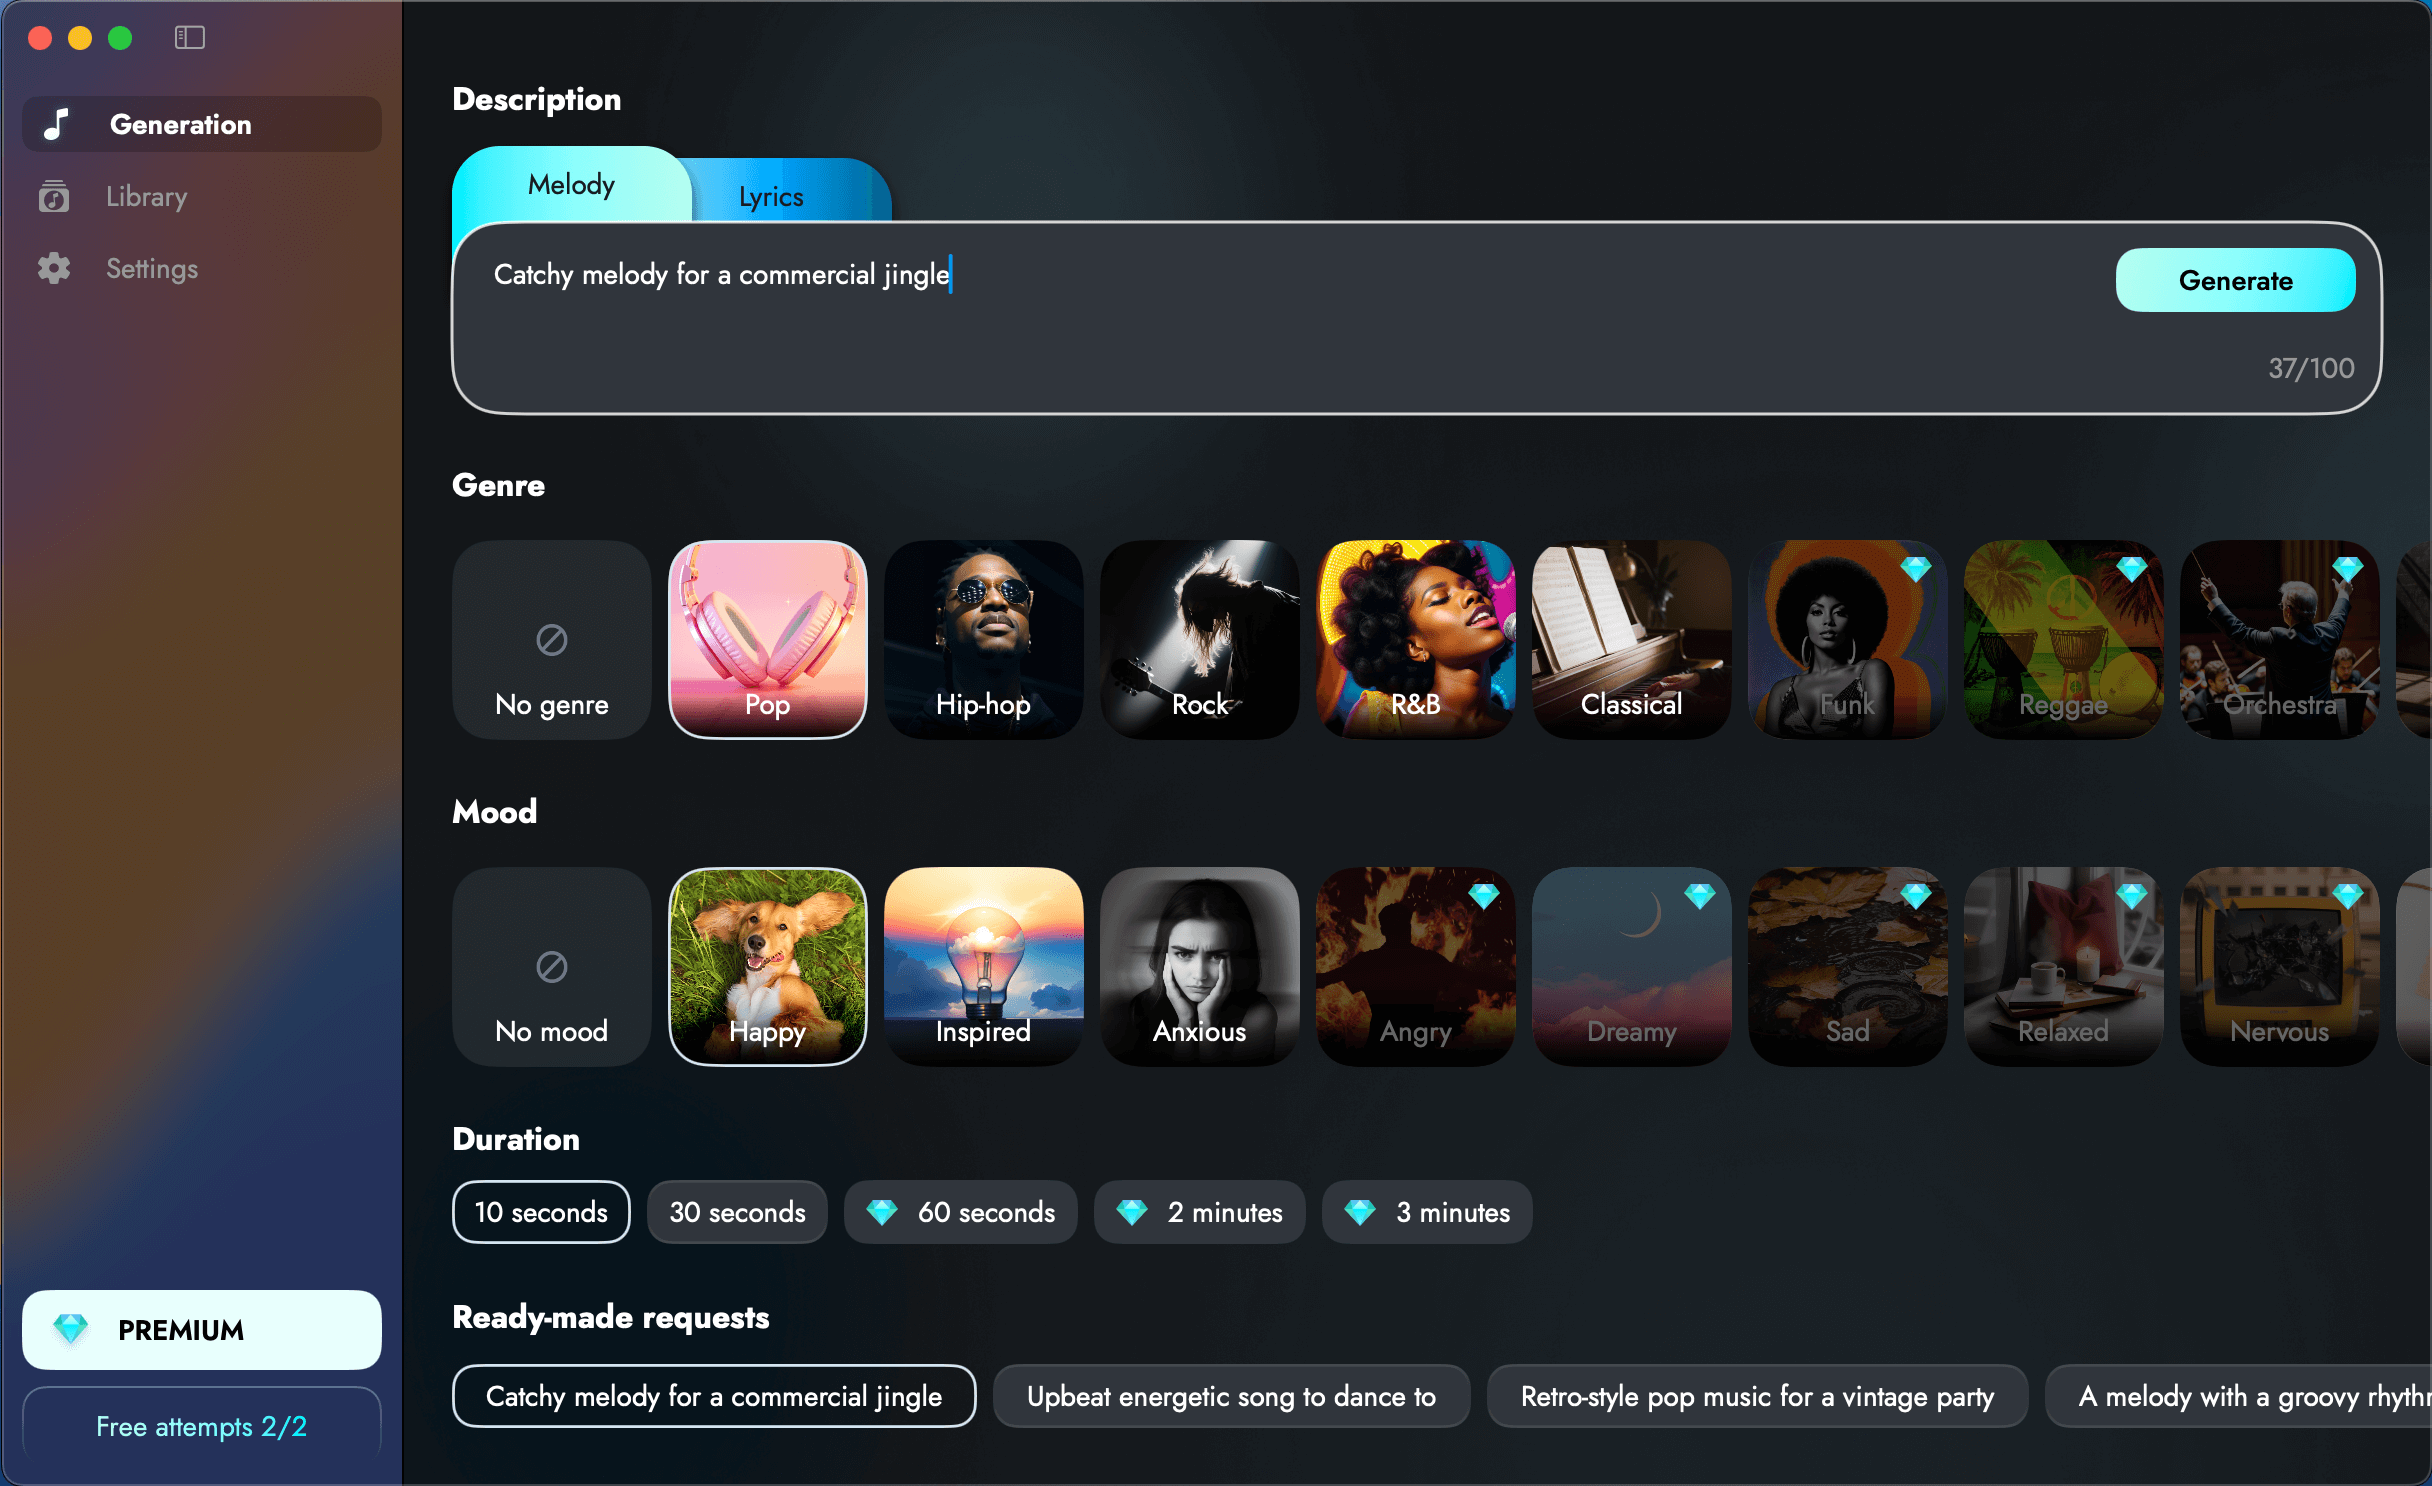 Generation
Library
Settings
PREMIUM
Free attempts 2/2
Description
Melody
Lyrics
Catchy melody for a commercial jingle
Generate
37/100
Genre
No genre
Pop
Hip-hop
Rock
R&B
Classical
Funk
Reggae
Orchestra
Mood
No mood
Happy
Inspired
Anxious
Angry
Dreamy
Sad
Relaxed
Nervous
Duration
10 seconds
30 seconds
60 seconds
2 minutes
3 minutes
Ready-made requests
Catchy melody for a commercial jingle
Upbeat energetic song to dance to
Retro-style pop music for a vintage party
A melody with a groovy